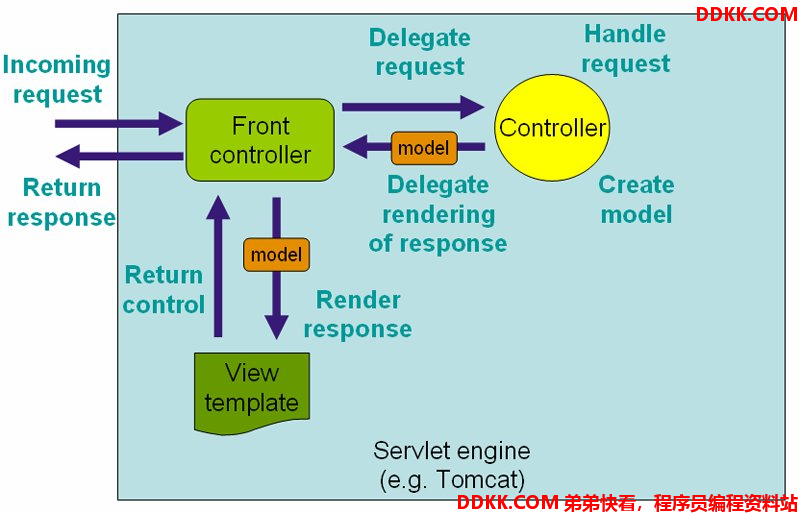 DDKK.COM
Incoming
request
Delegate
request
Handle
request
Front
controller
Controller
model
Return
response
Delegate
rendering
of response
Create
model
model
Return
control
Render
response
View
template
Servlet engine
(e.g. Tomcat)
DDKK.COM 弟弟快看，程序员编程资料站